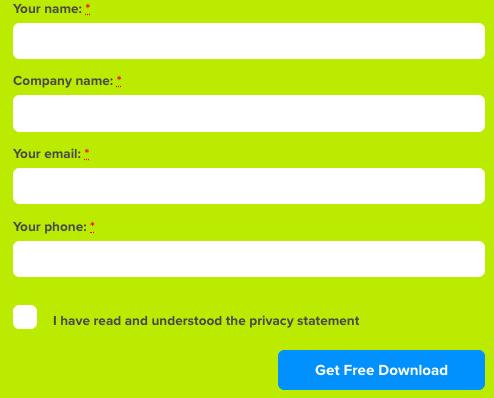 Your name: *
Company name: *
Your email: *
Your phone: *
I have read and understood the privacy statement
Get Free Download